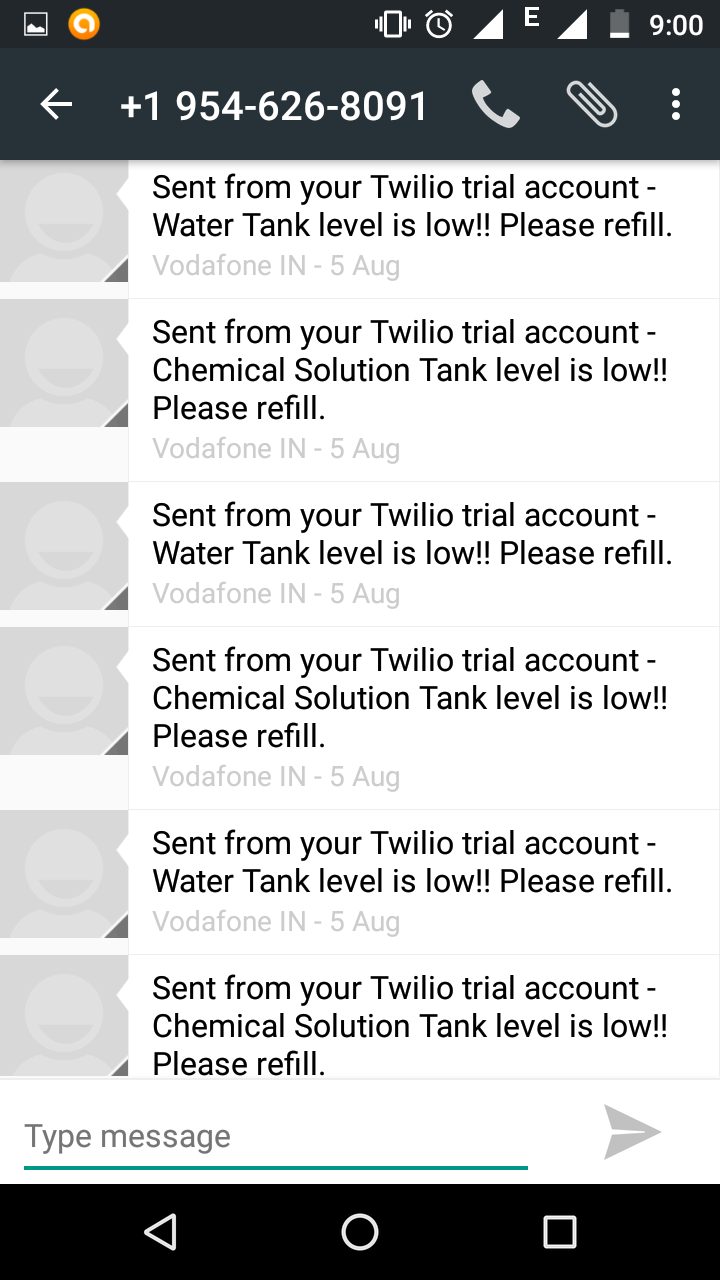 E 9:00
+1 954-626-8091
Sent from your Twilio trial account -
Water Tank level is low!! Please refill.
Vodafone IN - 5 Aug
Sent from your Twilio trial account -
Chemical Solution Tank level is low!!
Please refill.
Vodafone IN - 5 Aug
Sent from your Twilio trial account -
Water Tank level is low!! Please refill.
Vodafone IN - 5 Aug
Sent from your Twilio trial account -
Chemical Solution Tank level is low!!
Please refill.
Vodafone IN - 5 Aug
Sent from your Twilio trial account -
Water Tank level is low!! Please refill.
Vodafone IN - 5 Aug
Sent from your Twilio trial account -
Chemical Solution Tank level is low!!
Please refill.
Type message